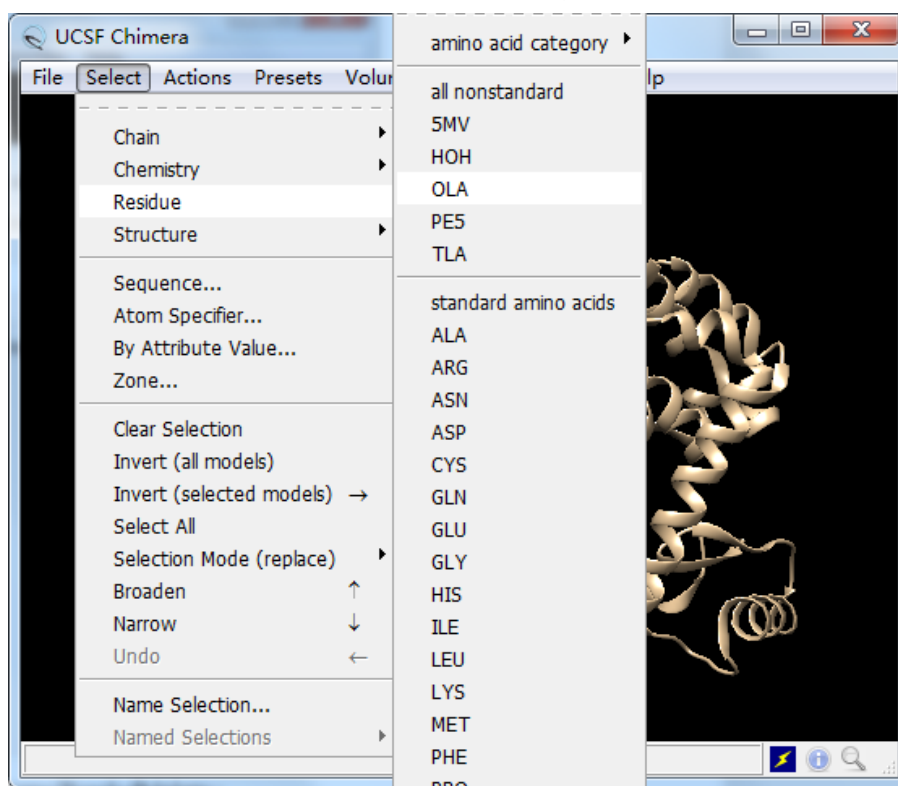 UCSF Chimera
File Select Actions Presets
Chain
Chemistry
Residue
Structure
Sequence...
Atom Specifier...
By Attribute Value...
Zone...
Clear Selection
Invert (all models)
Invert (selected models) →
Select All
Selection Mode (replace)
Broaden ↑
Narrow ↓
Undo ←
Name Selection...
Named Selections
amino acid category
all nonstandard
5MV
HOH
OLA
PE5
TLA
standard amino acids
ALA
ARG
ASN
ASP
CYS
GLN
GLU
GLY
HIS
ILE
LEU
LYS
MET
PHE